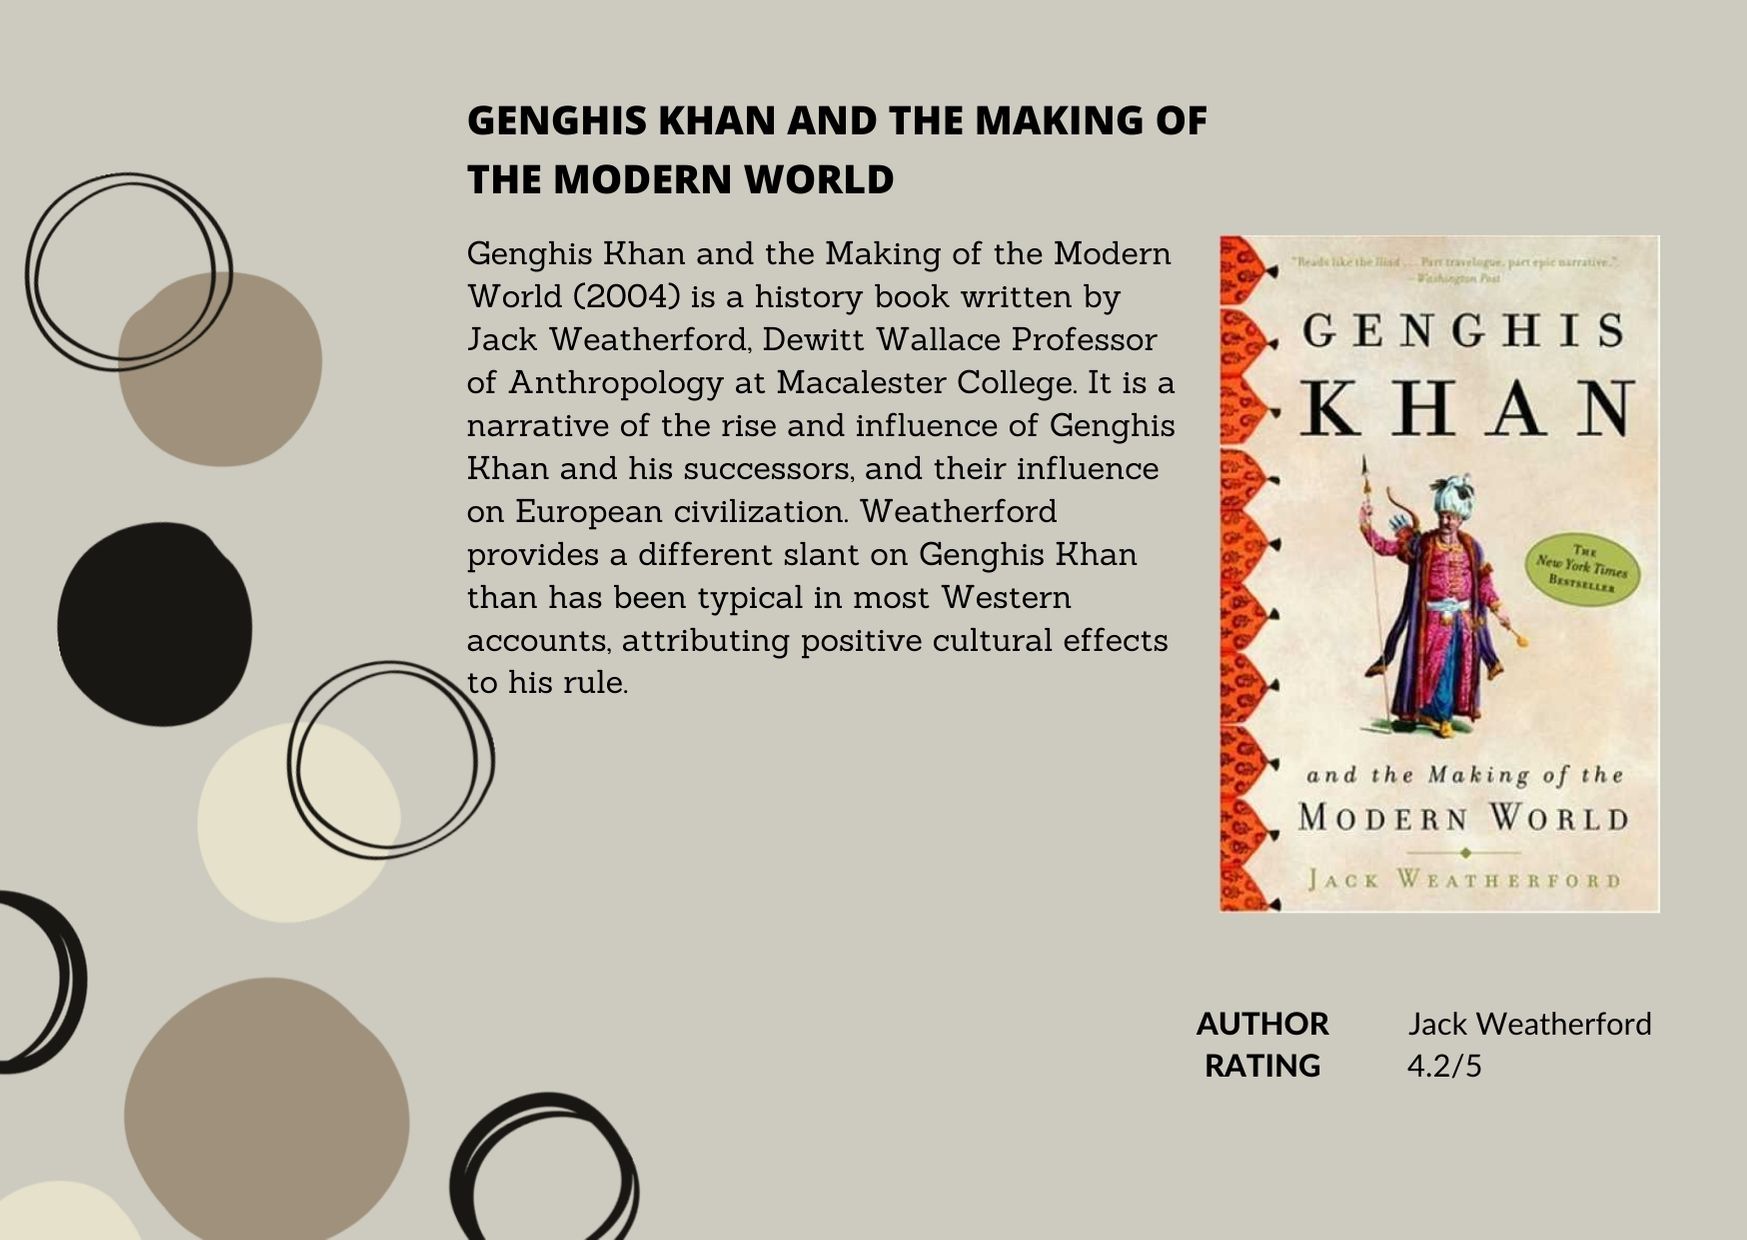 GENGHIS KHAN AND THE MAKING OF
THE MODERN WORLD
Genghis Khan and the Making of the Modern
World (2004) is a history book written by
Jack Weatherford, Dewitt Wallace Professor
of Anthropology at Macalester College. It is a
narrative of the rise and influence of Genghis
Khan and his successors, and their influence
on European civilization. Weatherford
provides a different slant on Genghis Khan
than has been typical in most Western
accounts, attributing positive cultural effects
to his rule.
"Reads like the Iliad . . . Part travelogue, part epic narrative."
—Washington Post
GENGHIS
KHAN
THE
New York Times
BESTSELLER
and the Making of the
MODERN WORLD
JACK WEATHERFORD
AUTHOR Jack Weatherford
RATING 4.2/5